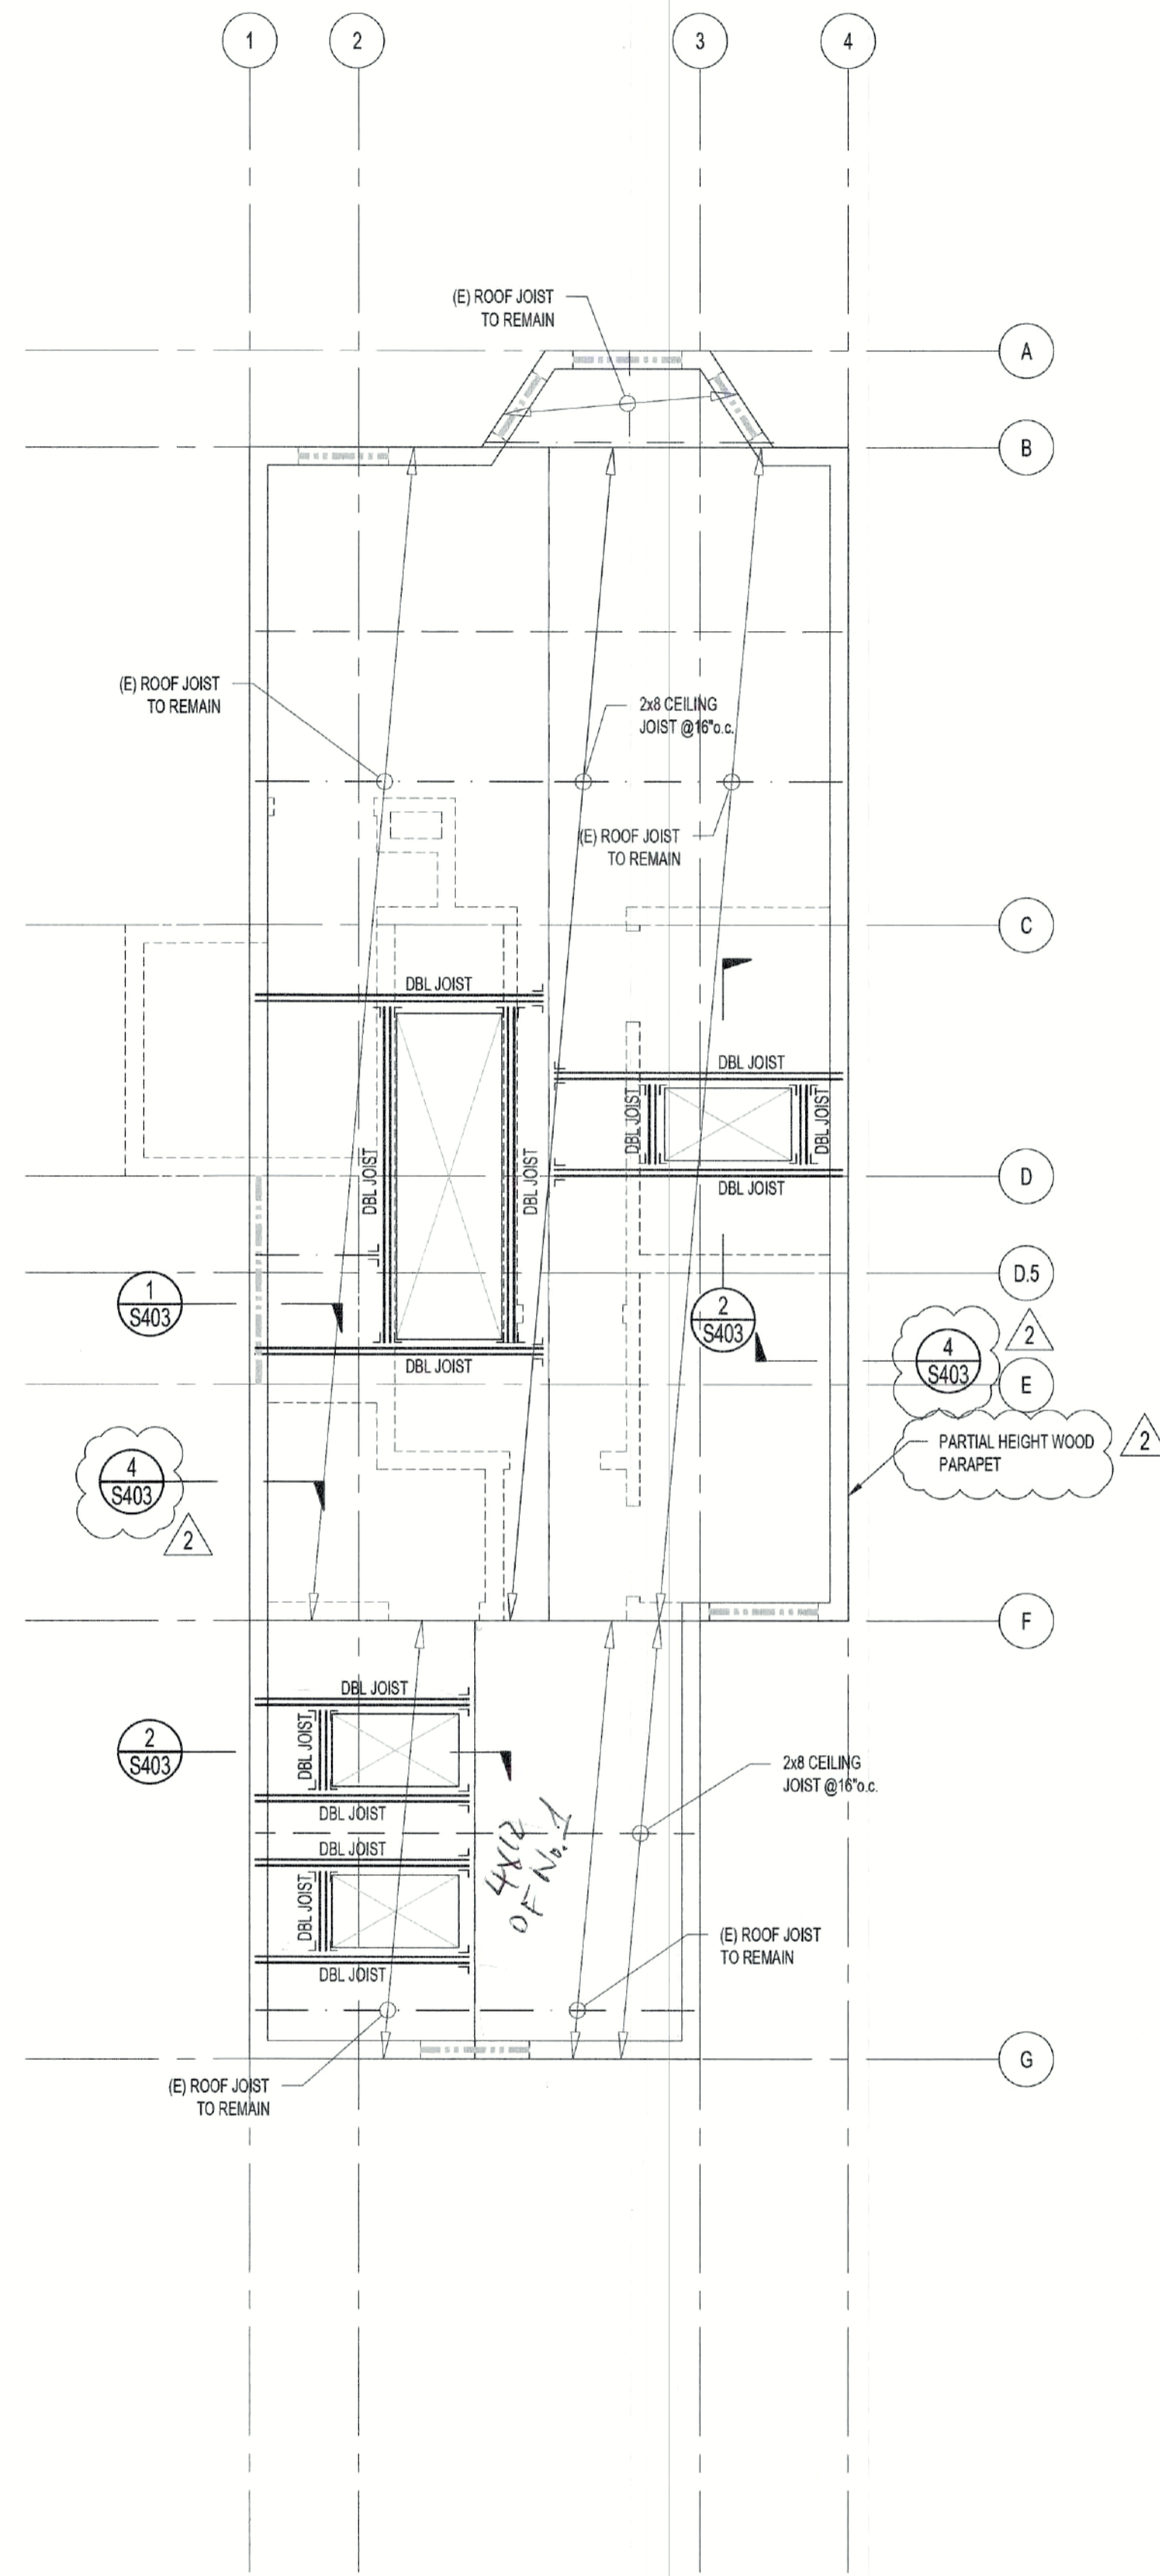 1
2
3
4
(E) ROOF JOIST
TO REMAIN
A
B
(E) ROOF JOIST
TO REMAIN
2x8 CEILING
JOIST @16"o.c.
(E) ROOF JOIST
TO REMAIN
C
DBL JOIST
DBL JOIST
DBL JOIST
DBL JOIST
DBL JOIST
DBL JOIST
DBL JOIST
D
D.5
1
S403
2
S403
4
S403
2
DBL JOIST
E
PARTIAL HEIGHT WOOD
PARAPET
2
4
S403
2
F
DBL JOIST
DBL JOIST
2
S403
2x8 CEILING
JOIST @16"o.c.
DBL JOIST
DBL JOIST
4X12
OF No.1
DBL JOIST
(E) ROOF JOIST
TO REMAIN
DBL JOIST
G
(E) ROOF JOIST
TO REMAIN